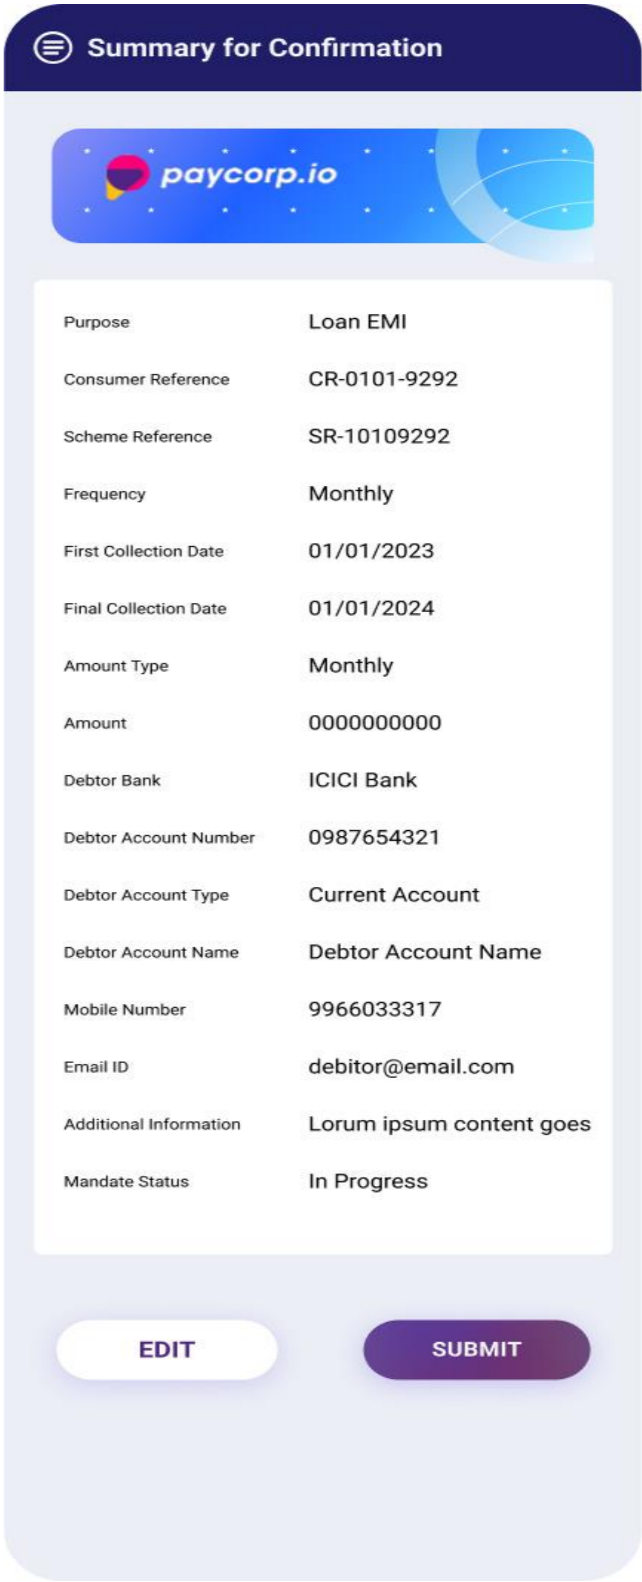 Summary for Confirmation
paycorp.io
Purpose Loan EMI
Consumer Reference CR-0101-9292
Scheme Reference SR-10109292
Frequency Monthly
First Collection Date 01/01/2023
Final Collection Date 01/01/2024
Amount Type Monthly
Amount 0000000000
Debtor Bank ICICI Bank
Debtor Account Number 0987654321
Debtor Account Type Current Account
Debtor Account Name Debtor Account Name
Mobile Number 9966033317
Email ID debitor@email.com
Additional Information Lorum ipsum content goes
Mandate Status In Progress
EDIT SUBMIT